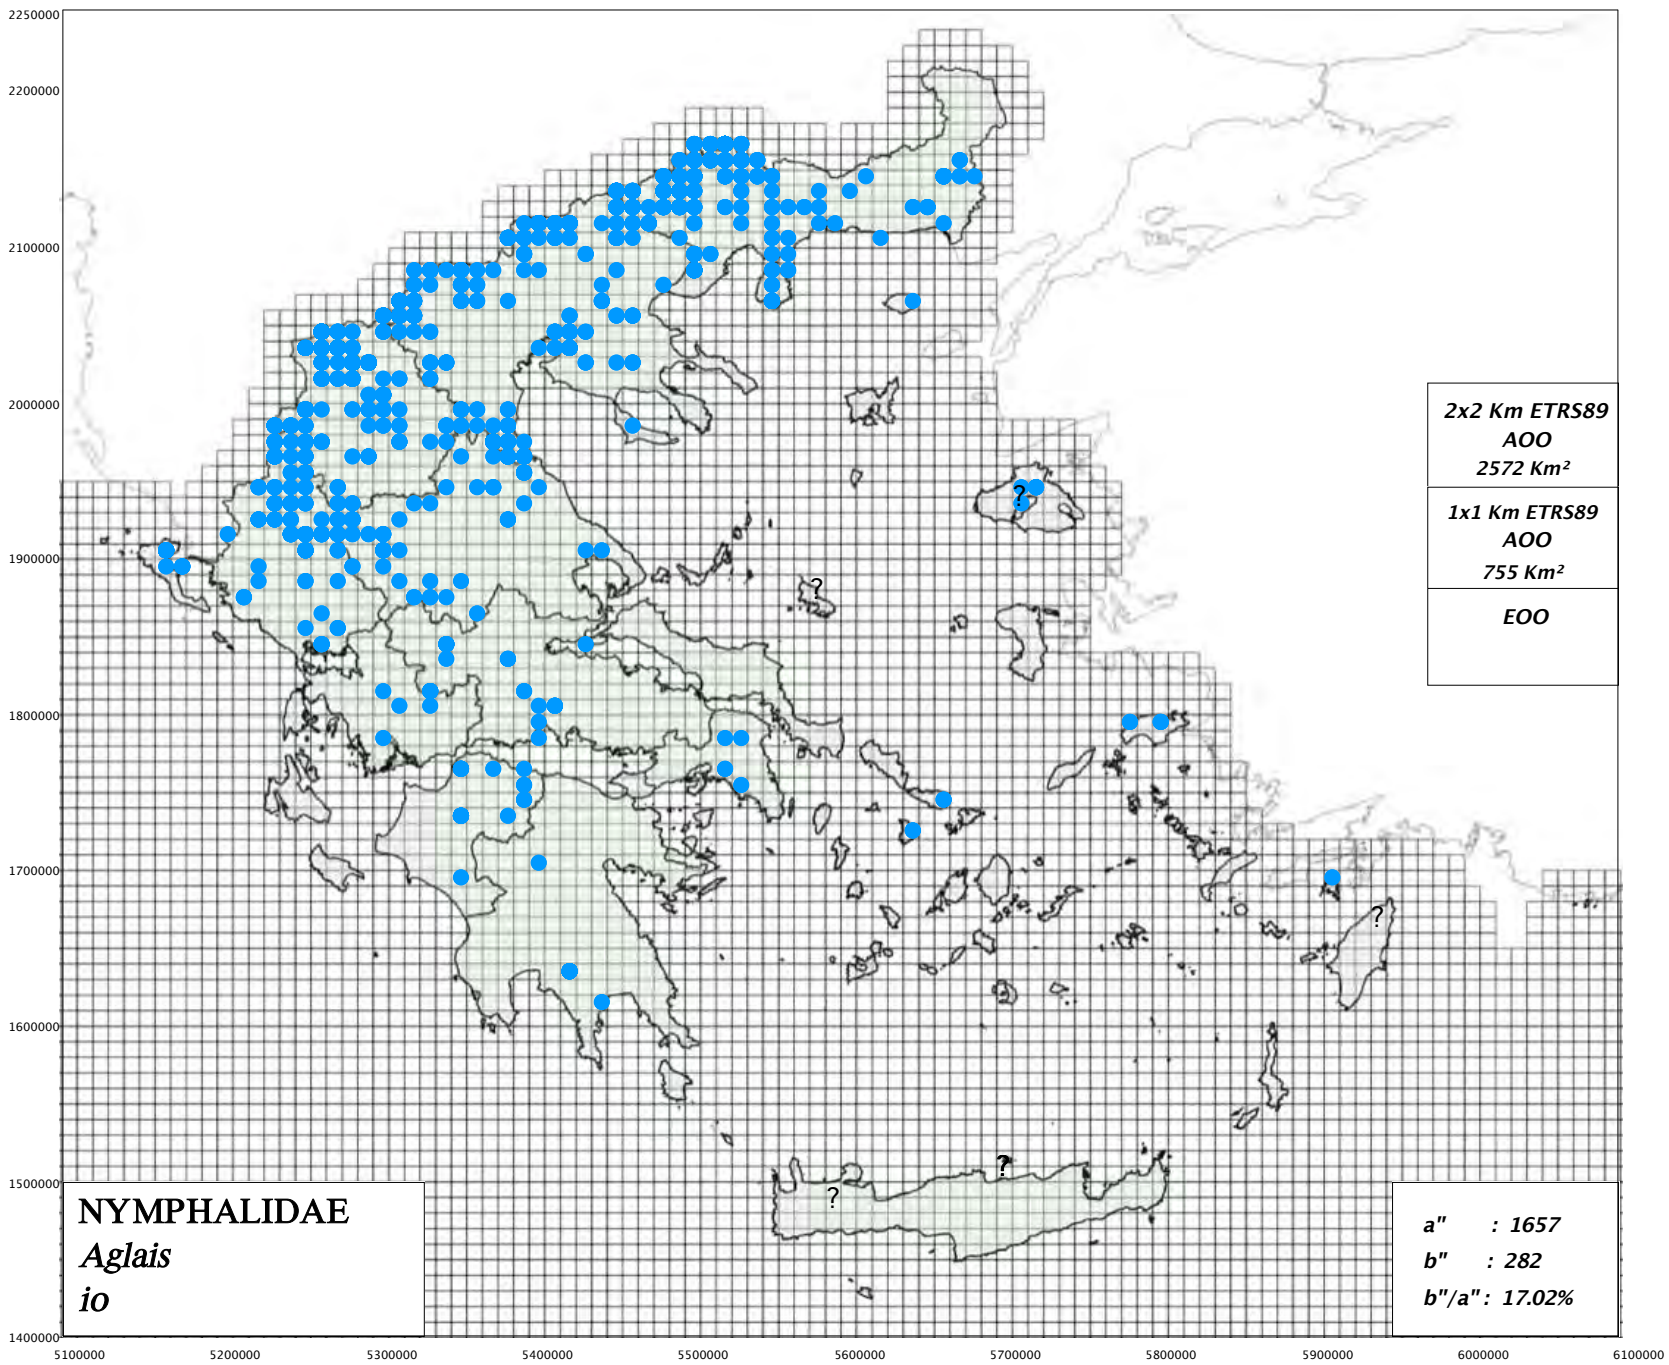 2250000
2200000
2100000
2000000
1900000
1800000
1700000
1600000
1500000
1400000
5100000 5200000 5300000 5400000 5500000 5600000 5700000 5800000 5900000 6000000 6100000
2x2 Km ETRS89
AOO
2572 Km²
1x1 Km ETRS89
AOO
755 Km²
EOO
?
?
?
?
?
NYMPHALIDAE
Aglais
io
a" : 1657
b" : 282
b"/a" : 17.02%